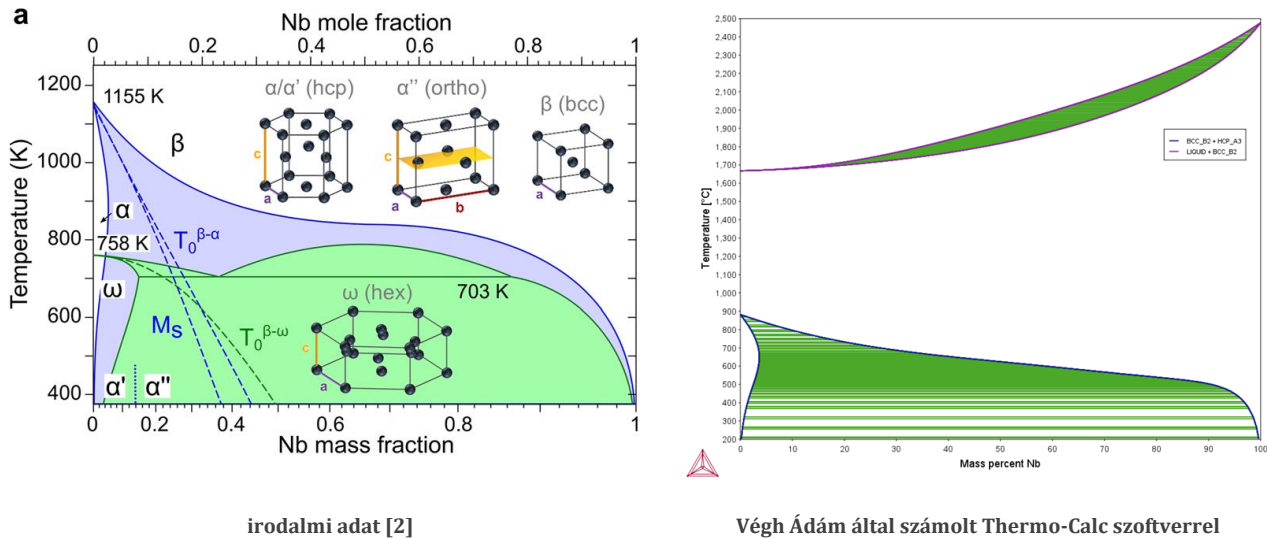 a
Nb mole fraction
0 0.2 0.4 0.6 0.8 1
1200
1000
800
600
400
Temperature (K)
1155 K
α/α' (hcp)
α'' (ortho)
β (bcc)
β
c
a
c
a
b
a
α
T₀^β-α
758 K
ω
703 K
ω (hex)
c
a
Mₛ
T₀^β-ω
α' α''
0 0.2 0.4 0.6 0.8 1
Nb mass fraction
2,500
2,400
2,300
2,200
2,100
2,000
1,900
1,800
1,700
1,600
1,500
1,400
1,300
1,200
1,100
1,000
900
800
700
600
500
400
300
200
Temperature [°C]
BCC_B2 + HCP_A3
LIQUID + BCC_B2
0 10 20 30 40 50 60 70 80 90 100
Mass percent Nb
irodalmi adat [2]
Végh Ádám által számolt Thermo-Calc szoftverrel